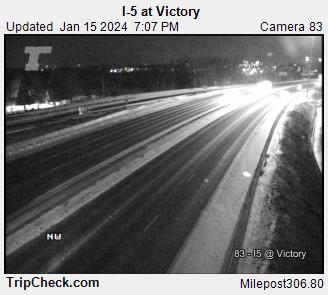 I-5 at Victory
Updated  Jan 15 2024  7:07 PM
Camera 83
T
NW
83 - I5 @ Victory
TripCheck.com
Milepost306.80